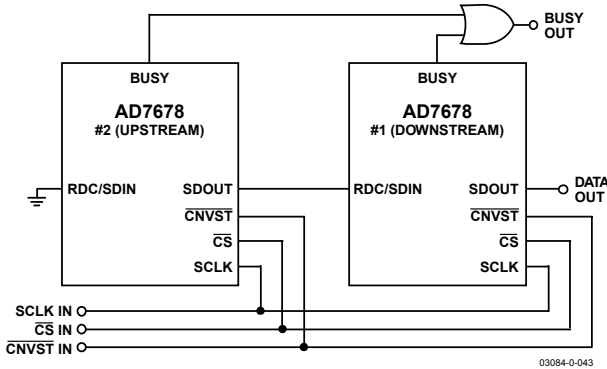 BUSY
OUT
BUSY
AD7678
#2 (UPSTREAM)
RDC/SDIN
SDOUT
CNVST
CS
SCLK
BUSY
AD7678
#1 (DOWNSTREAM)
RDC/SDIN
SDOUT
CNVST
CS
SCLK
DATA
OUT
SCLK IN
CS IN
CNVST IN
03084-0-043